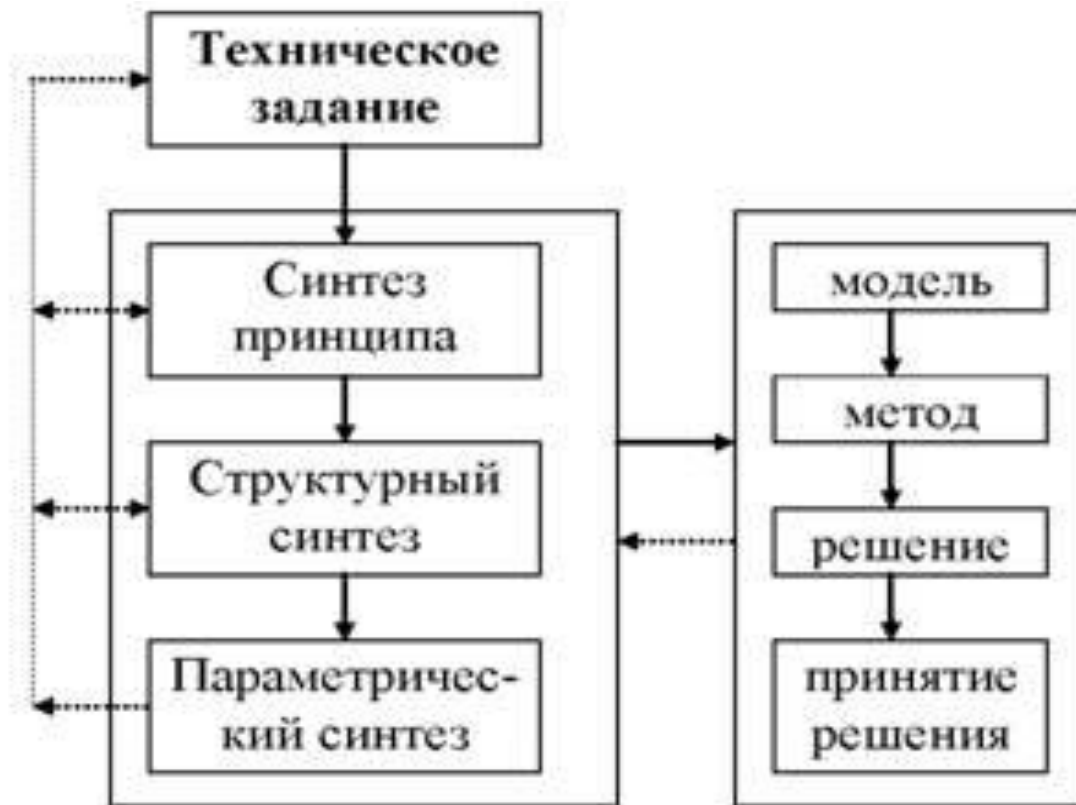 Техническое
задание
Синтез
принципа
Структурный
синтез
Параметричес-
кий синтез
модель
метод
решение
принятие
решения